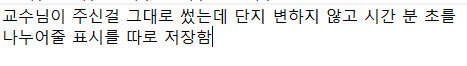 교수님이 주신걸 그대로 썼는데 단지 변하지 않고 시간 분 초를
나누어줄 표시를 따로 저장함